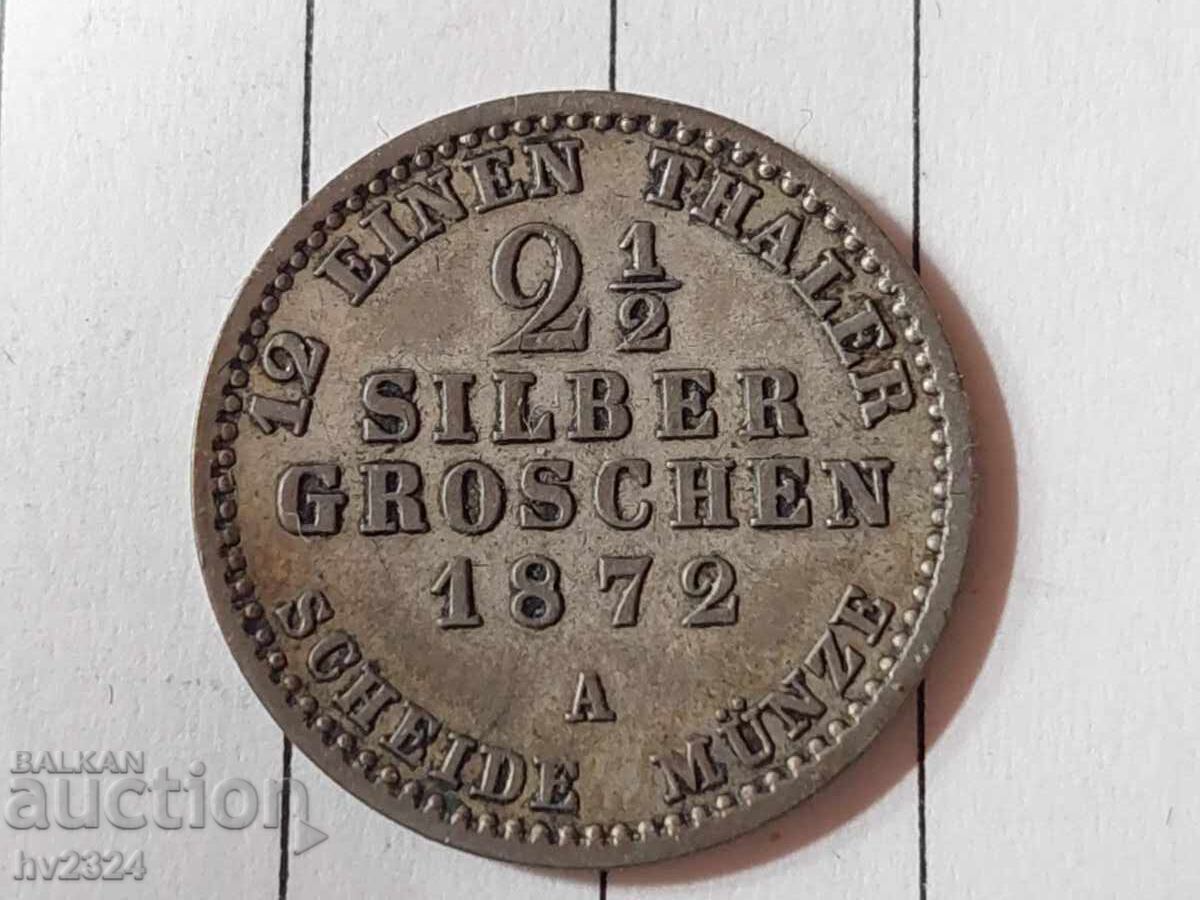 12 EINEN THALER
2 1/2
SILBER
GROSCHEN
1872
A
SCHEIDE MÜNZE
BALKAN
auction
hv2324